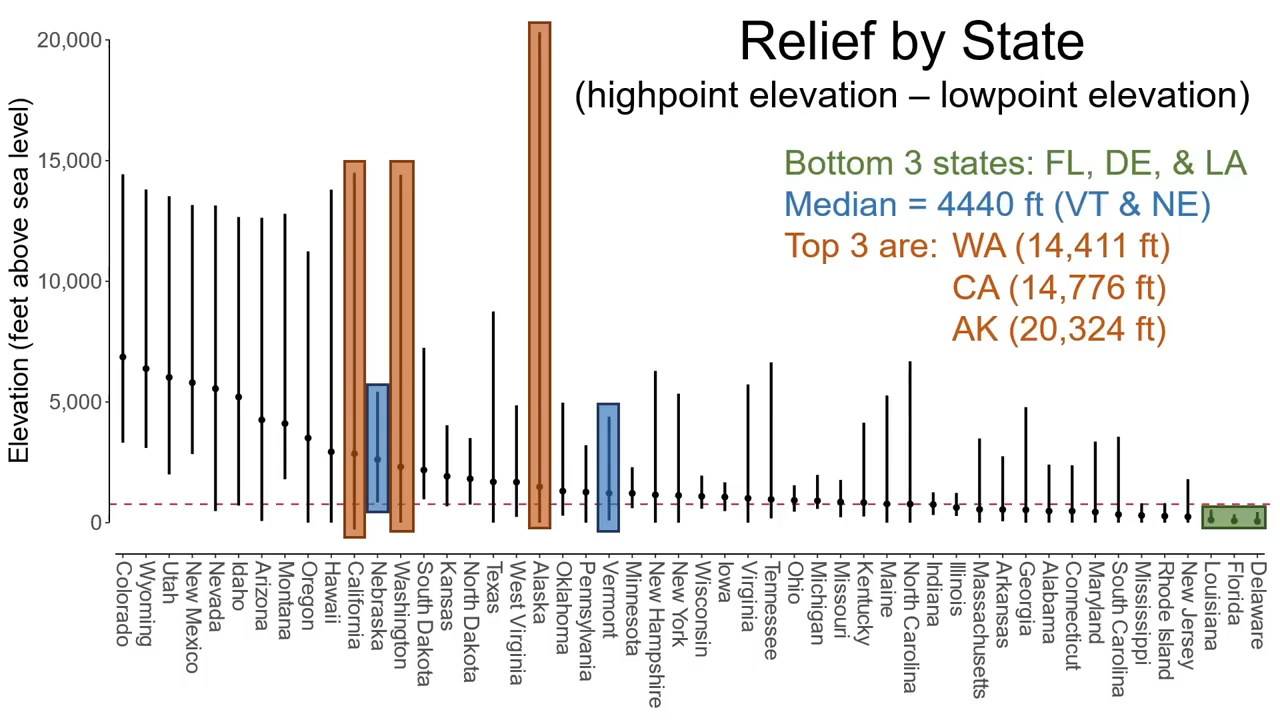 Relief by State
(highpoint elevation – lowpoint elevation)
Bottom 3 states: FL, DE, & LA
Median = 4440 ft (VT & NE)
Top 3 are: WA (14,411 ft)
CA (14,776 ft)
AK (20,324 ft)
Elevation (feet above sea level)
20,000
15,000
10,000
5,000
0
Colorado
Wyoming
Utah
New Mexico
Nevada
Idaho
Arizona
Montana
Oregon
Hawaii
California
Nebraska
Washington
South Dakota
Kansas
North Dakota
Texas
West Virginia
Alaska
Oklahoma
Pennsylvania
Vermont
Minnesota
New Hampshire
New York
Wisconsin
Iowa
Virginia
Tennessee
Ohio
Michigan
Missouri
Kentucky
Maine
North Carolina
Indiana
Illinois
Massachusetts
Arkansas
Georgia
Alabama
Connecticut
Maryland
South Carolina
Mississippi
Rhode Island
New Jersey
Louisiana
Florida
Delaware